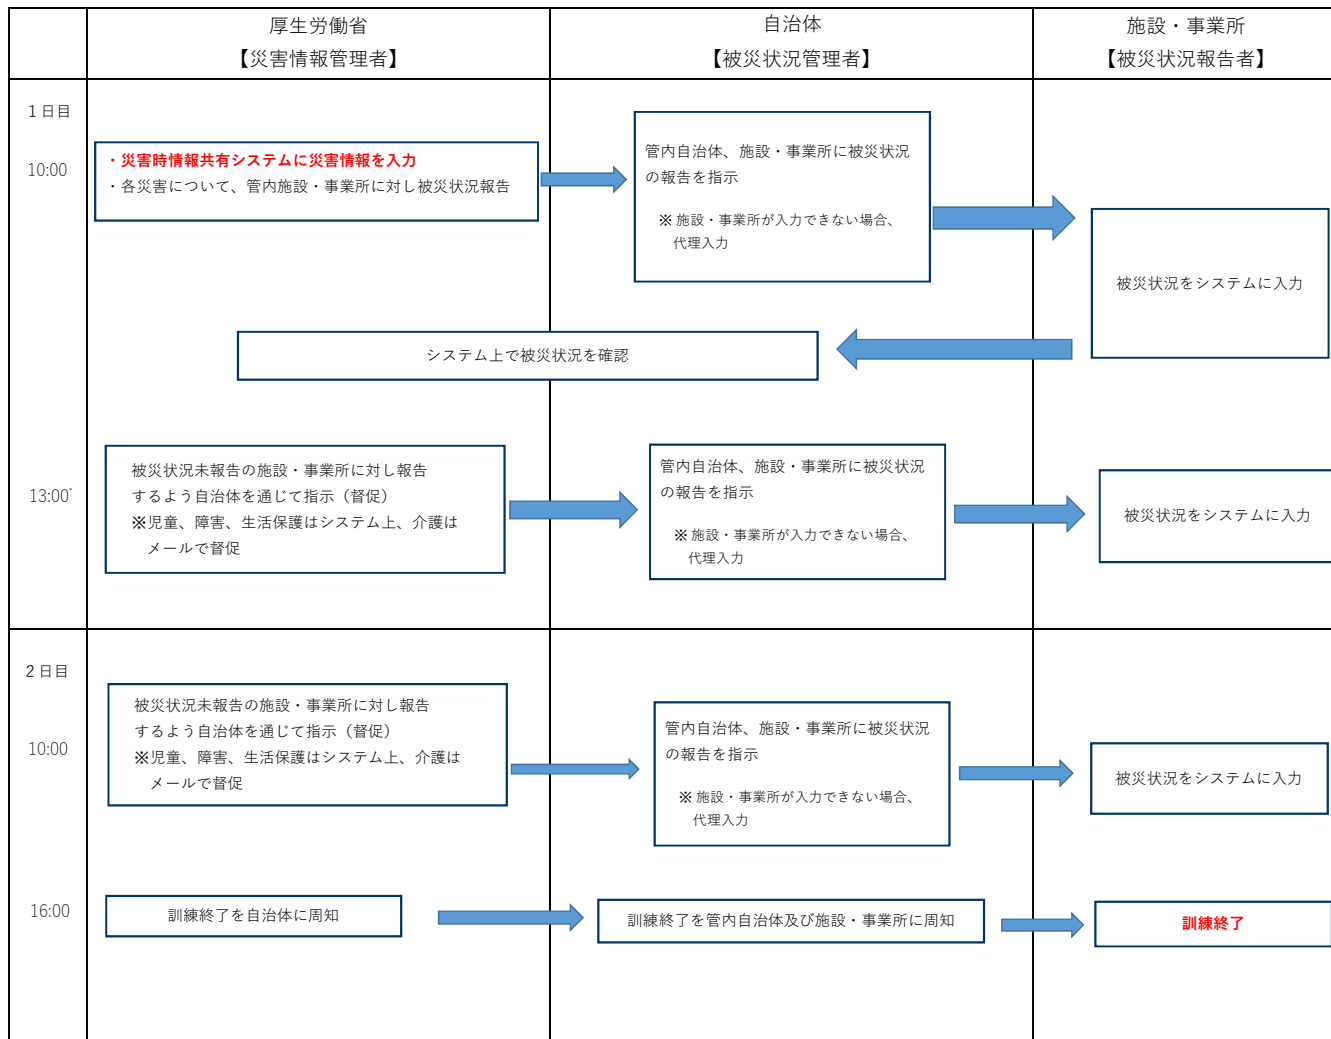 厚生労働省
【災害情報管理者】
自治体
【被災状況管理者】
施設・事業所
【被災状況報告者】
1日目
10:00
・災害時情報共有システムに災害情報を入力
・各災害について、管内施設・事業所に対し被災状況報告
管内自治体、施設・事業所に被災状況
の報告を指示
※施設・事業所が入力できない場合、
代理入力
被災状況をシステムに入力
システム上で被災状況を確認
13:00
被災状況未報告の施設・事業所に対し報告
するよう自治体を通じて指示（督促）
※児童、障害、生活保護はシステム上、介護は
メールで督促
管内自治体、施設・事業所に被災状況
の報告を指示
※施設・事業所が入力できない場合、
代理入力
被災状況をシステムに入力
2日目
10:00
被災状況未報告の施設・事業所に対し報告
するよう自治体を通じて指示（督促）
※児童、障害、生活保護はシステム上、介護は
メールで督促
管内自治体、施設・事業所に被災状況
の報告を指示
※施設・事業所が入力できない場合、
代理入力
被災状況をシステムに入力
16:00
訓練終了を自治体に周知
訓練終了を管内自治体及び施設・事業所に周知
訓練終了